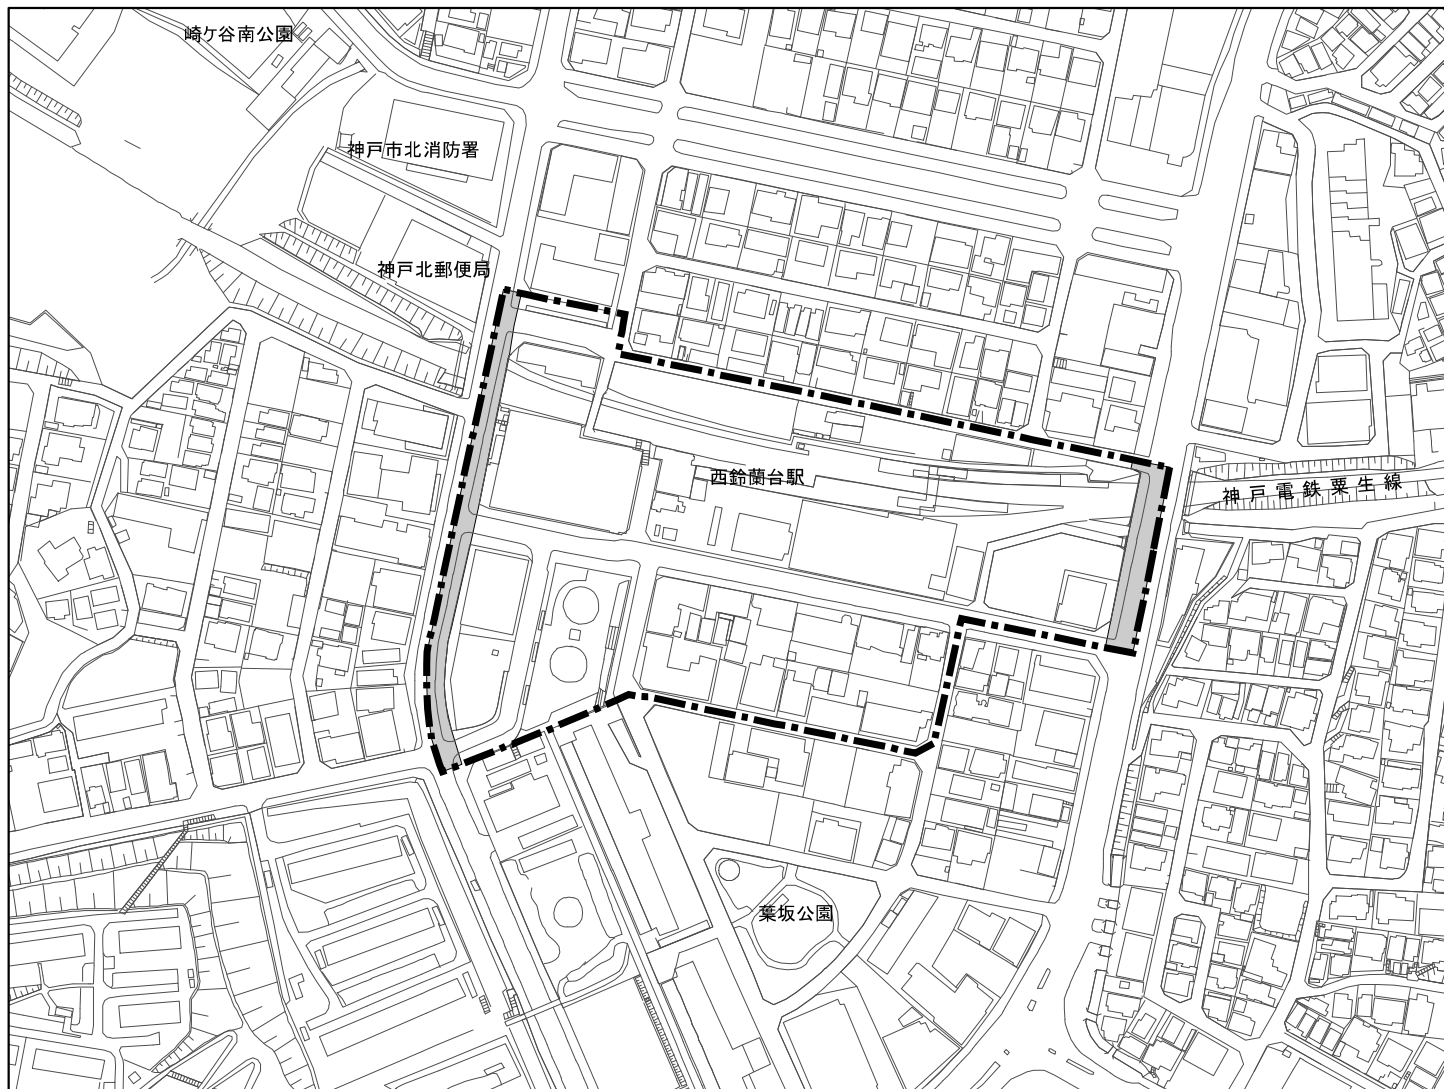 崎ケ谷南公園
神戸市北消防署
神戸北郵便局
西鈴蘭台駅
神戸電鉄粟生線
葉坂公園